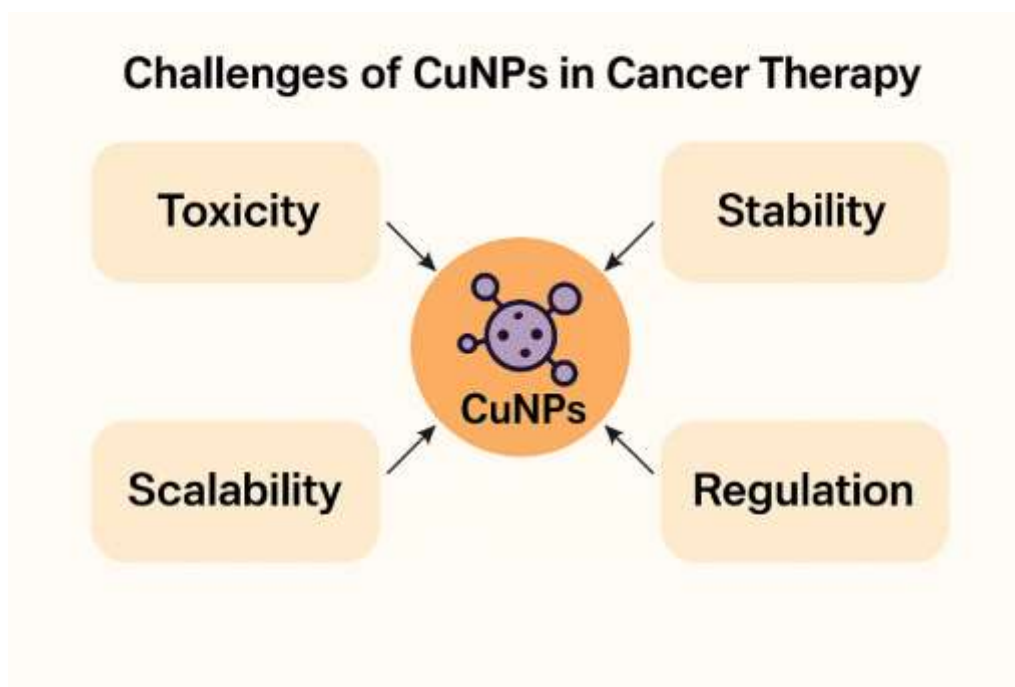 Challenges of CuNPs in Cancer Therapy
Toxicity
Stability
CuNPs
Scalability
Regulation